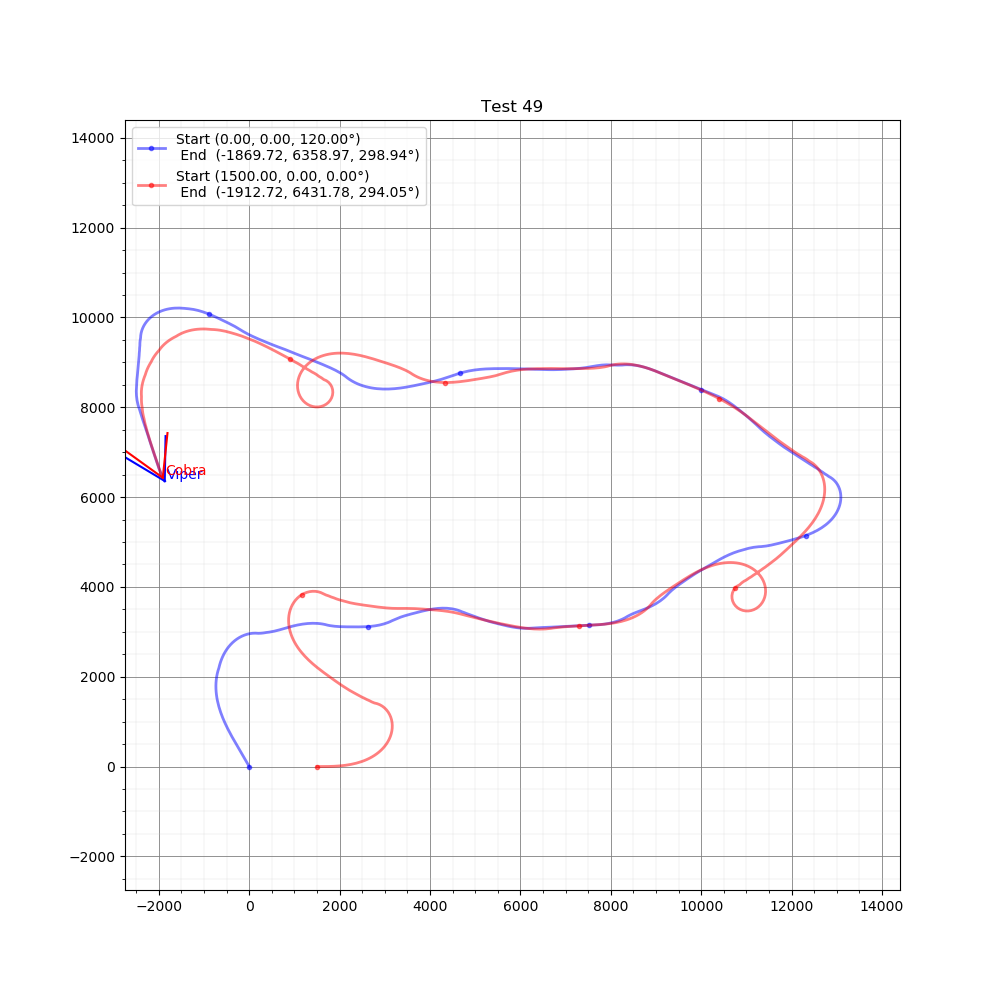 Test 49
Start (0.00, 0.00, 120.00°)
End  (-1869.72, 6358.97, 298.94°)
Start (1500.00, 0.00, 0.00°)
End  (-1912.72, 6431.78, 294.05°)
14000
12000
10000
8000
6000
4000
2000
0
−2000
Cobra
Viper
−2000 0 2000 4000 6000 8000 10000 12000 14000